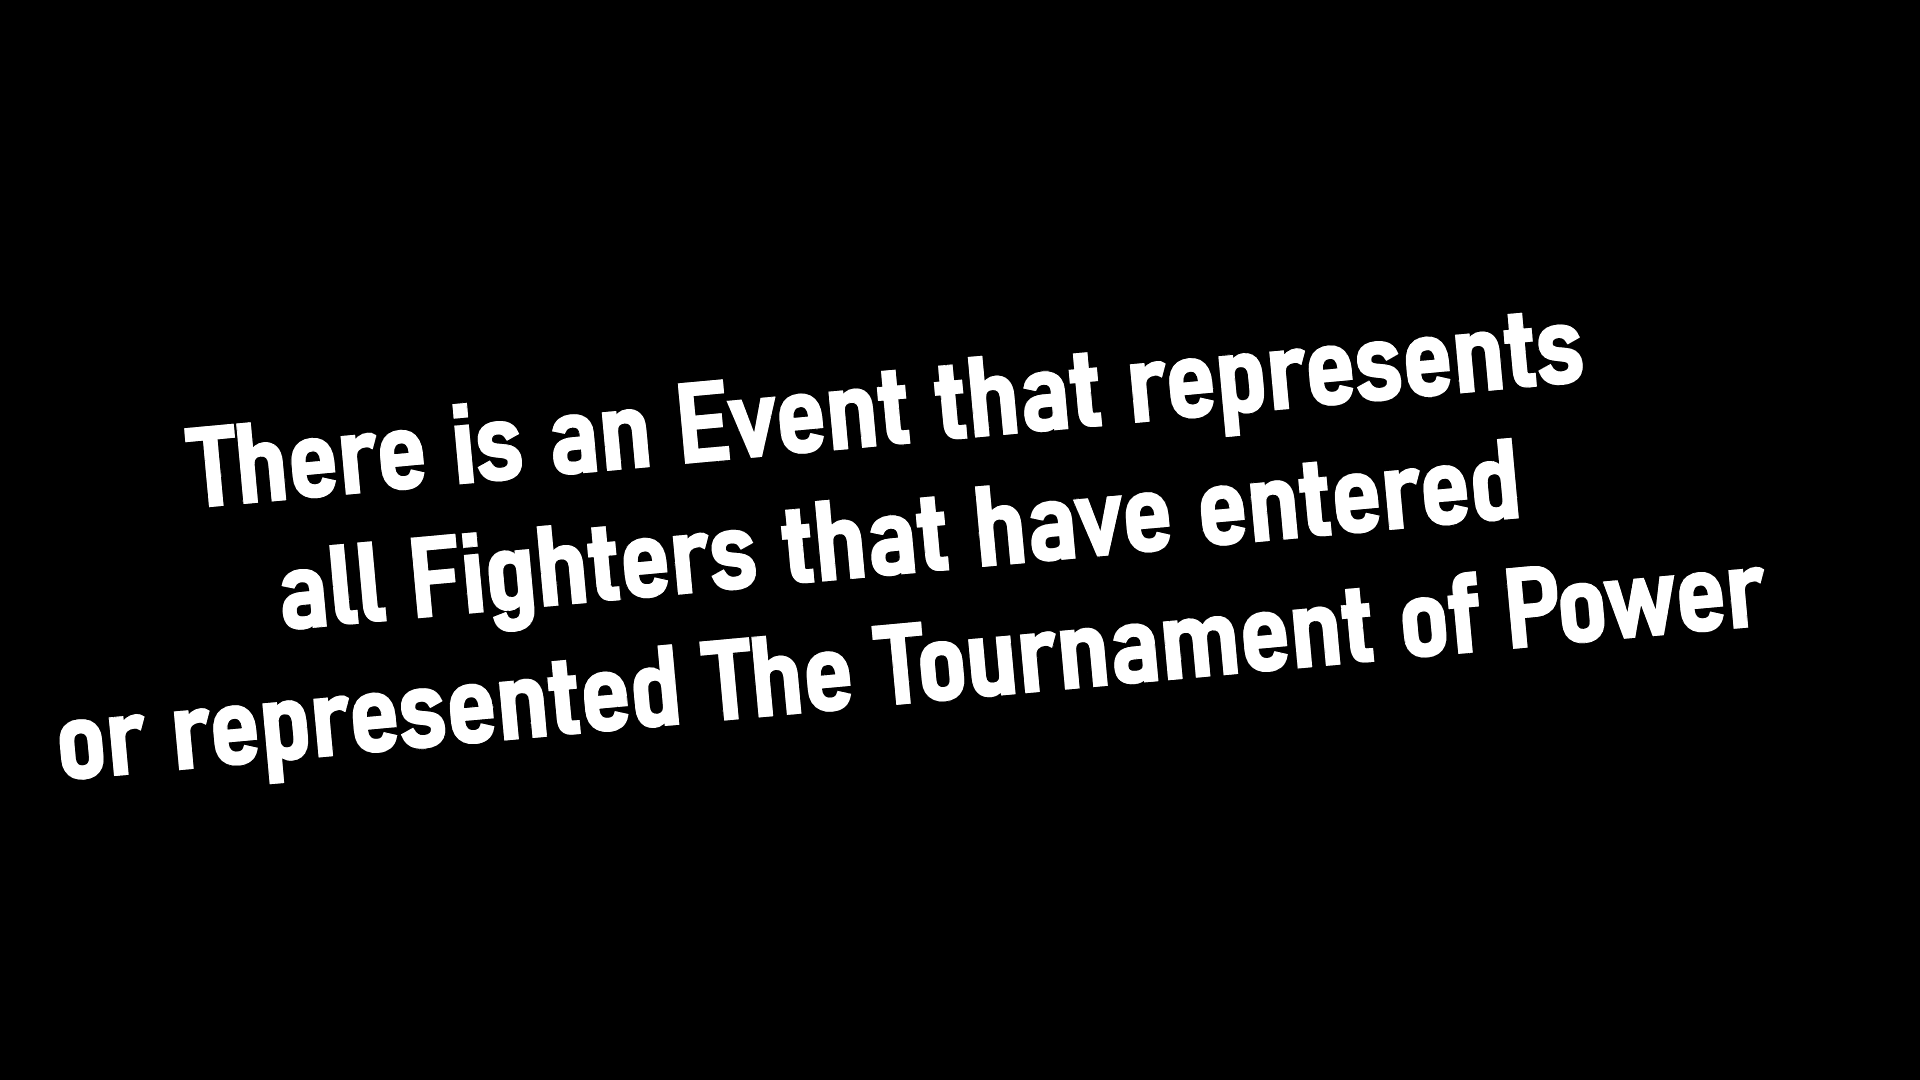 There is an Event that represents
all Fighters that have entered
or represented The Tournament of Power